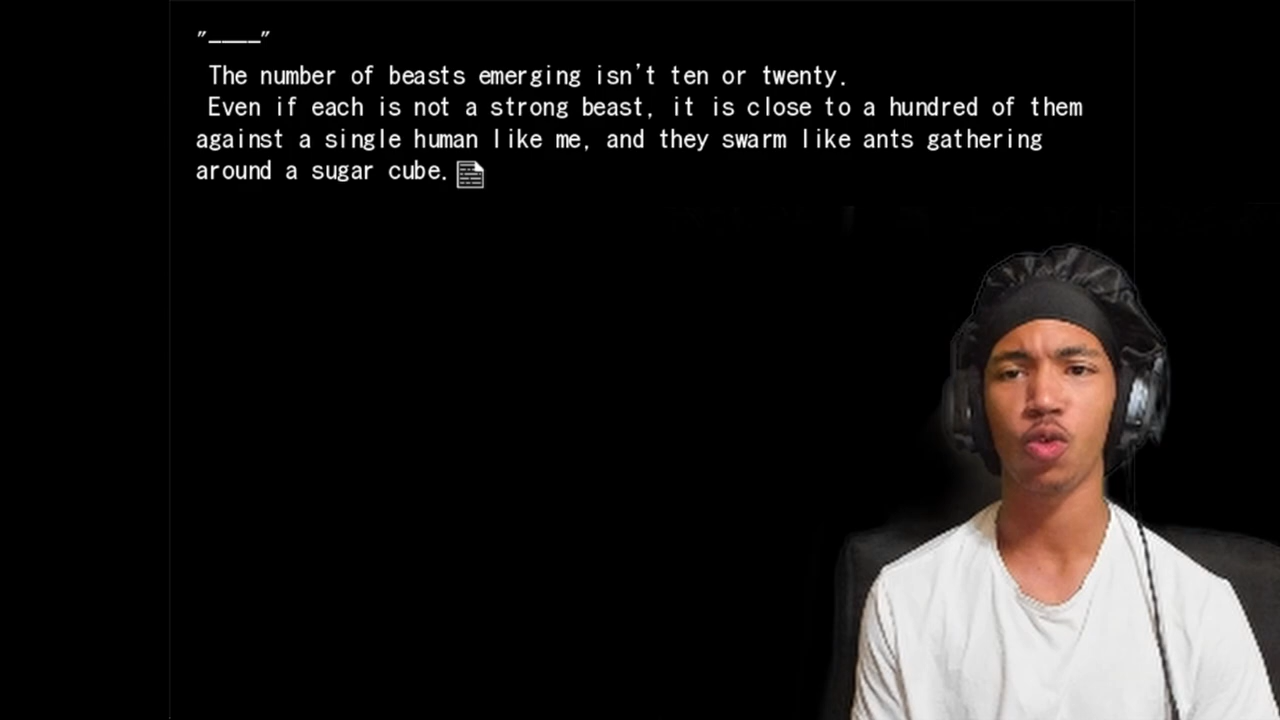 "____"
The number of beasts emerging isn't ten or twenty.
Even if each is not a strong beast, it is close to a hundred of them
against a single human like me, and they swarm like ants gathering
around a sugar cube.